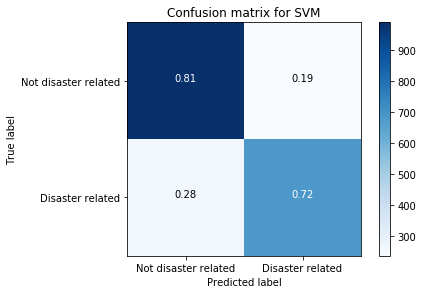 Confusion matrix for SVM
Not disaster related
Disaster related
True label
0.81 0.19
0.28 0.72
Not disaster related Disaster related
Predicted label
900
800
700
600
500
400
300